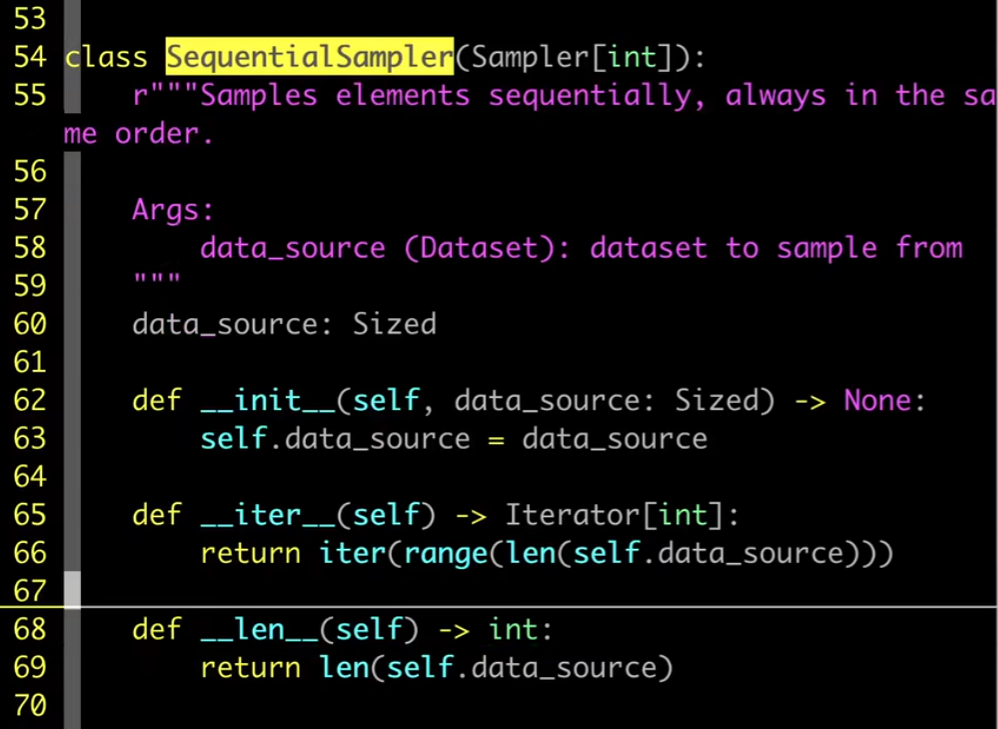 53
54 class SequentialSampler(Sampler[int]):
55     r"""Samples elements sequentially, always in the sa
me order.
56
57     Args:
58         data_source (Dataset): dataset to sample from
59     """
60     data_source: Sized
61
62     def __init__(self, data_source: Sized) -> None:
63         self.data_source = data_source
64
65     def __iter__(self) -> Iterator[int]:
66         return iter(range(len(self.data_source)))
67
68     def __len__(self) -> int:
69         return len(self.data_source)
70